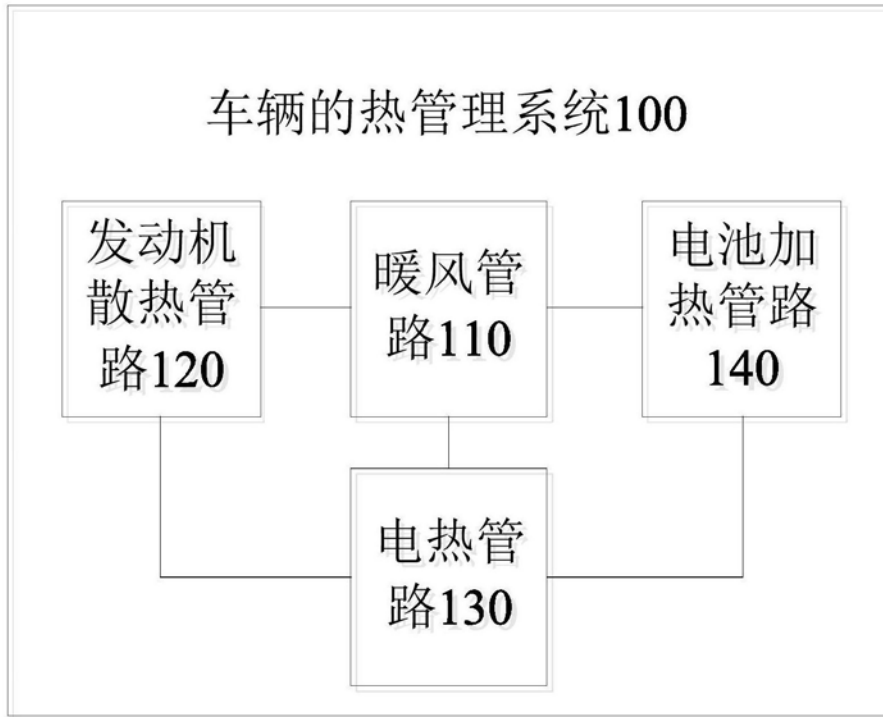 车辆的热管理系统100
发动机
散热管
路120
暖风管
路110
电池加
热管路
140
电热管
路130